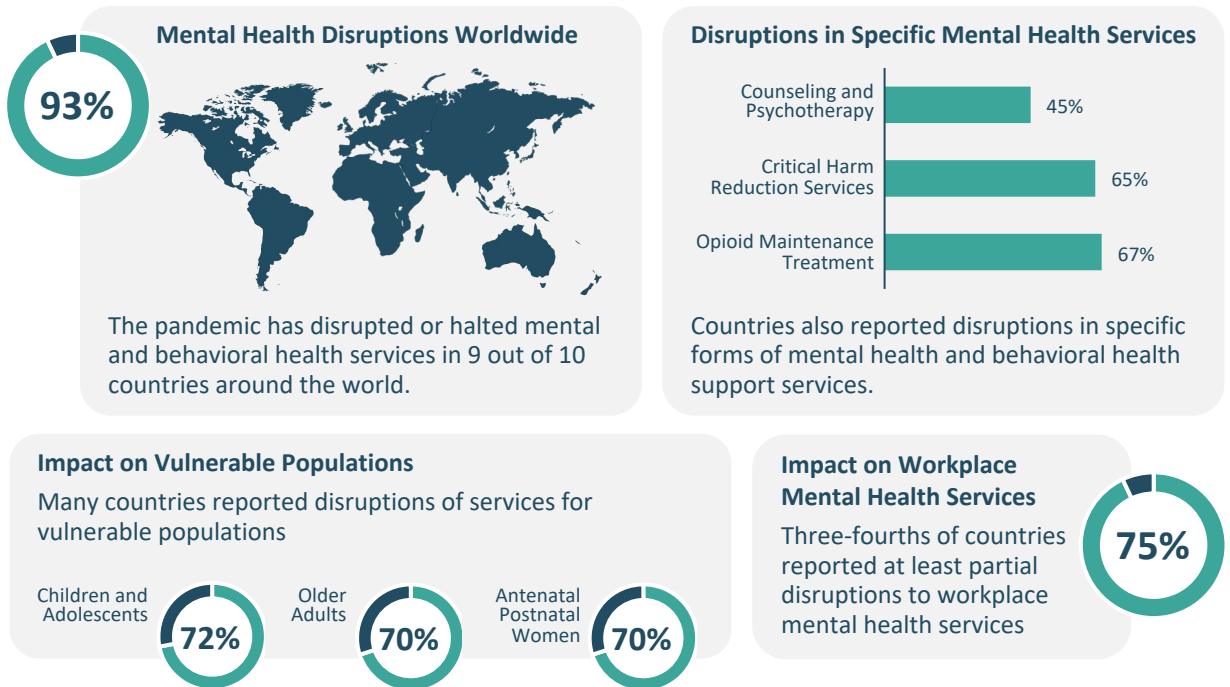 Mental Health Disruptions Worldwide
93%
The pandemic has disrupted or halted mental
and behavioral health services in 9 out of 10
countries around the world.
Disruptions in Specific Mental Health Services
Counseling and
Psychotherapy
45%
Critical Harm
Reduction Services
65%
Opioid Maintenance
Treatment
67%
Countries also reported disruptions in specific
forms of mental health and behavioral health
support services.
Impact on Vulnerable Populations
Many countries reported disruptions of services for
vulnerable populations
Children and
Adolescents
72%
Older
Adults
70%
Antenatal
Postnatal
Women
70%
Impact on Workplace
Mental Health Services
Three-fourths of countries
reported at least partial
disruptions to workplace
mental health services
75%